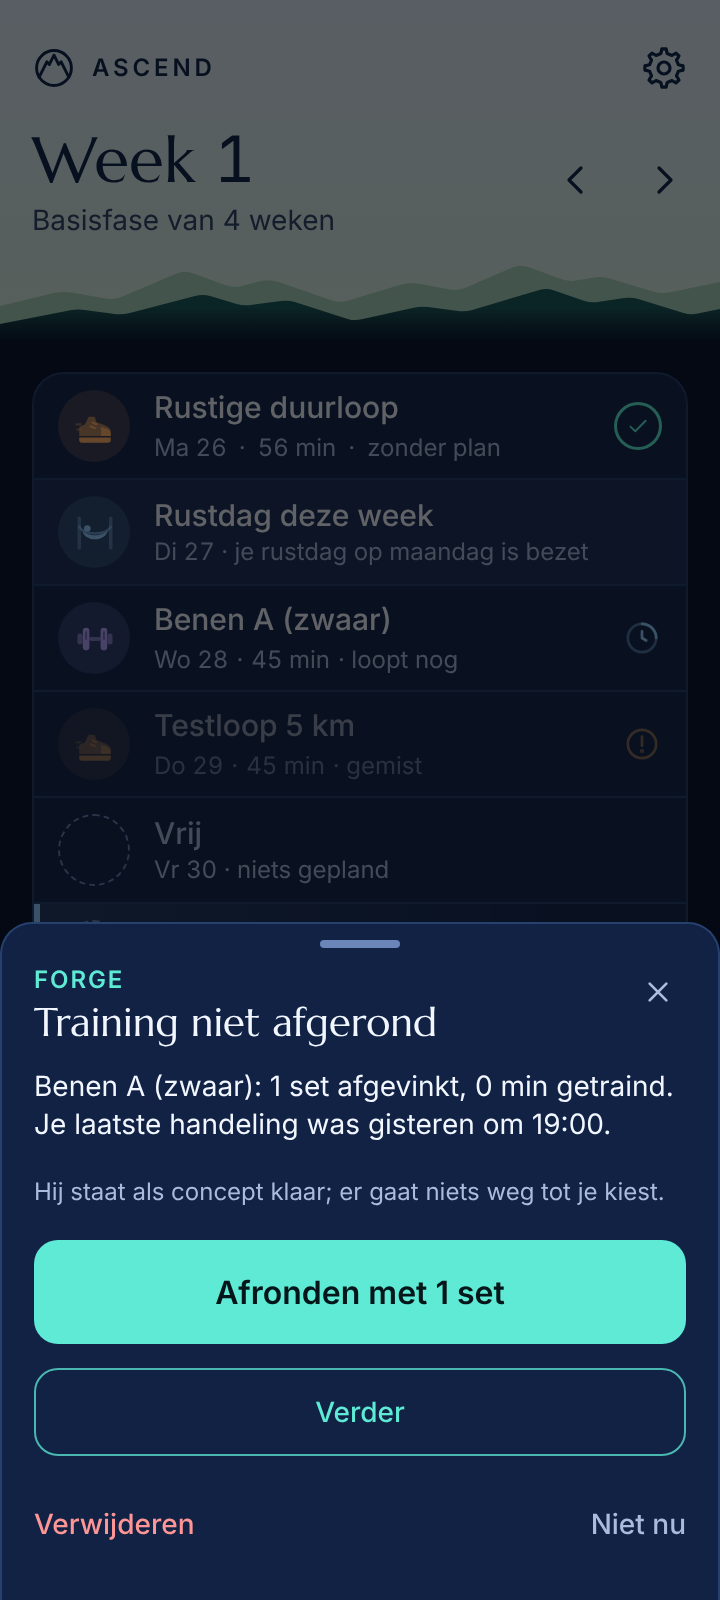 ASCEND
Week 1
Basisfase van 4 weken
Rustige duurloop
Ma 26 · 56 min · zonder plan
Rustdag deze week
Di 27 · je rustdag op maandag is bezet
Benen A (zwaar)
Wo 28 · 45 min · loopt nog
Testloop 5 km
Do 29 · 45 min · gemist
Vrij
Vr 30 · niets gepland
FORGE
Training niet afgerond
Benen A (zwaar): 1 set afgevinkt, 0 min getraind.
Je laatste handeling was gisteren om 19:00.
Hij staat als concept klaar; er gaat niets weg tot je kiest.
Afronden met 1 set
Verder
Verwijderen
Niet nu